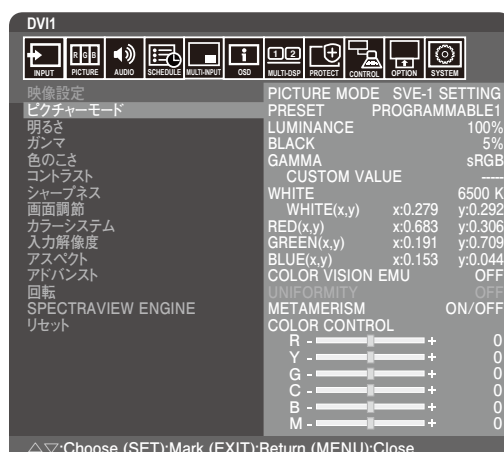 DVI1
INPUT RGB PICTURE AUDIO SCHEDULE MULTI-INPUT OSD 1 2 MULTI-DSP PROTECT CONTROL OPTION SYSTEM
映像設定
ピクチャーモード
明るさ
ガンマ
色のこさ
コントラスト
シャープネス
画面調節
カラーシステム
入力解像度
アスペクト
アドバンスト
回転
SPECTRAVIEW ENGINE
リセット
PICTURE MODE SVE-1 SETTING
PRESET PROGRAMMABLE1
LUMINANCE 100%
BLACK 5%
GAMMA sRGB
CUSTOM VALUE -----
WHITE 6500 K
WHITE(x,y) x:0.279 y:0.292
RED(x,y) x:0.683 y:0.306
GREEN(x,y) x:0.191 y:0.709
BLUE(x,y) x:0.153 y:0.044
COLOR VISION EMU OFF
UNIFORMITY OFF
METAMERISM ON/OFF
COLOR CONTROL
R - + 0
Y - + 0
G - + 0
C - + 0
B - + 0
M - + 0
△▽:Choose (SET):Mark (EXIT):Return (MENU):Close